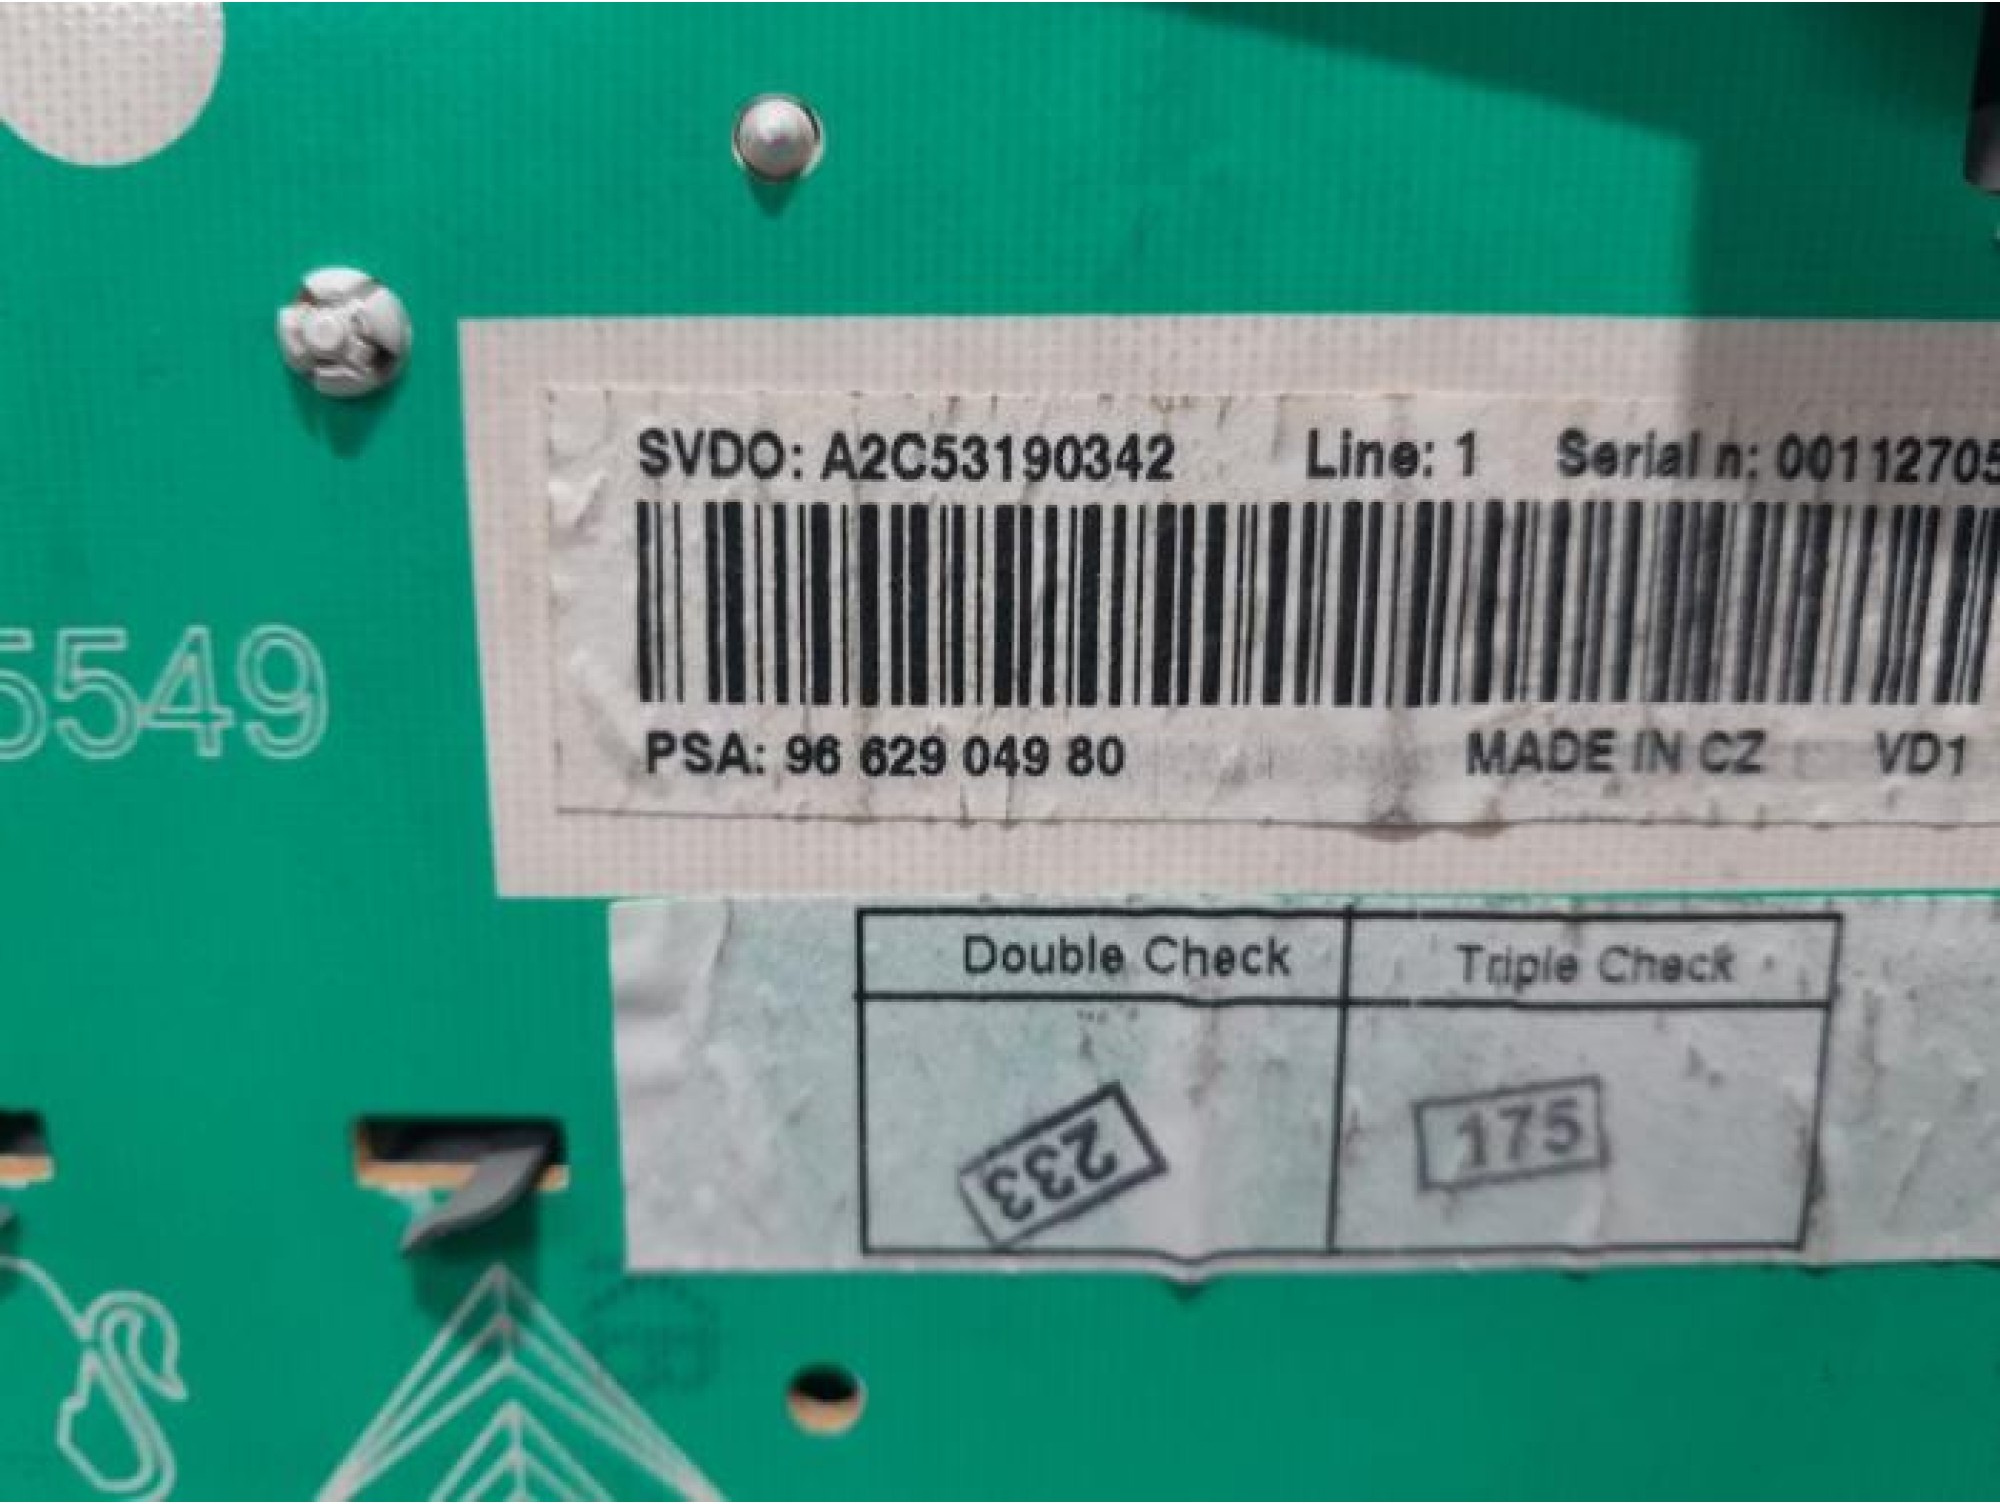 SVDO: A2C53190342 Line: 1 Serial n: 00112705
5549
PSA: 96 629 049 80 MADE IN CZ VD1
Double Check Triple Check
233 175